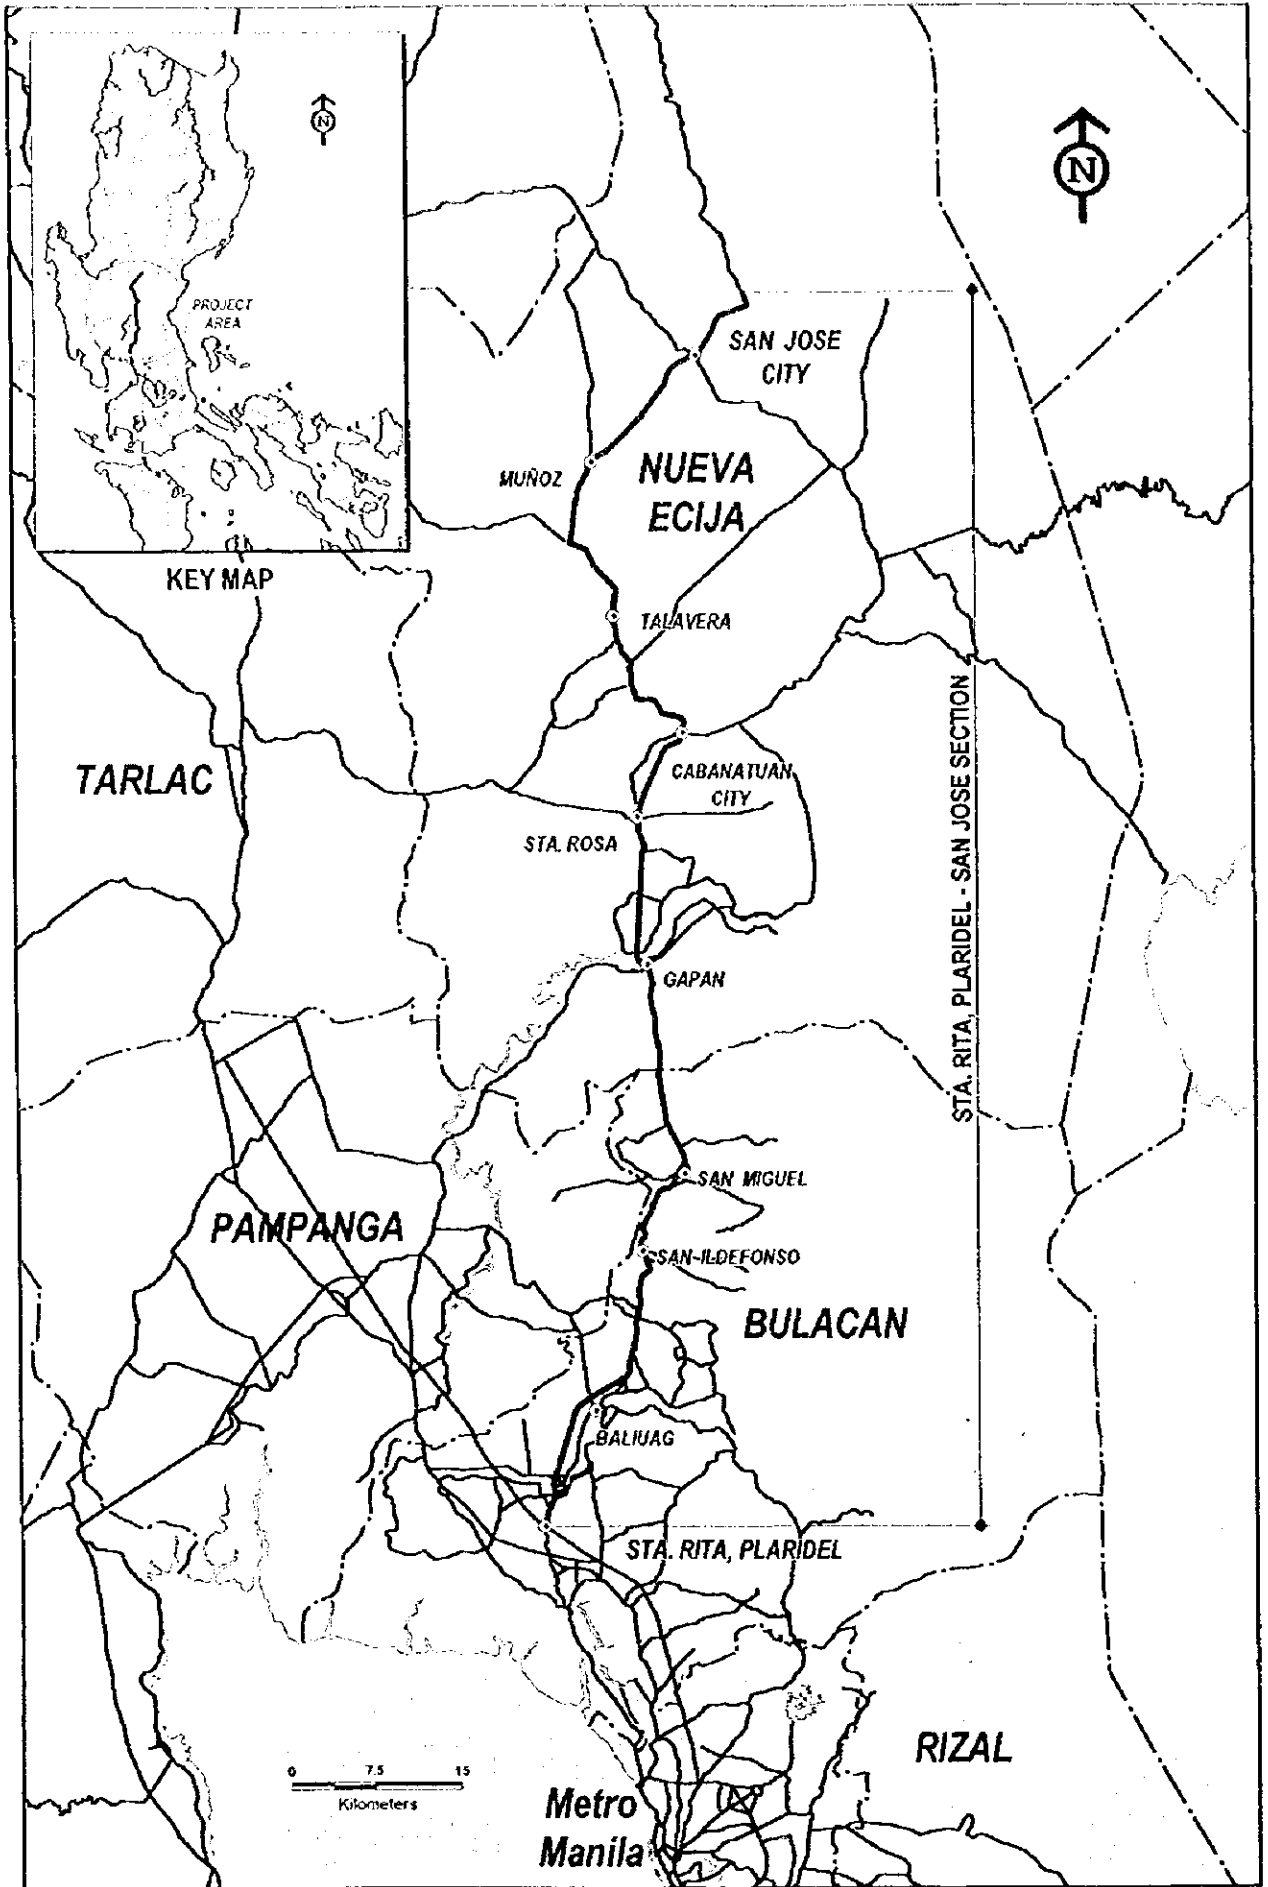 N
N
PROJECT
AREA
KEY MAP
SAN JOSE
CITY
MUÑOZ
NUEVA
ECIJA
TALAVERA
TARLAC
CABANATUAN
CITY
STA. ROSA
GAPAN
STA. RITA, PLARIDEL - SAN JOSE SECTION
SAN MIGUEL
PAMPANGA
SAN-ILDEFONSO
BULACAN
BALIUAG
STA. RITA, PLARIDEL
RIZAL
0 7.5 15
Kilometers
Metro
Manila